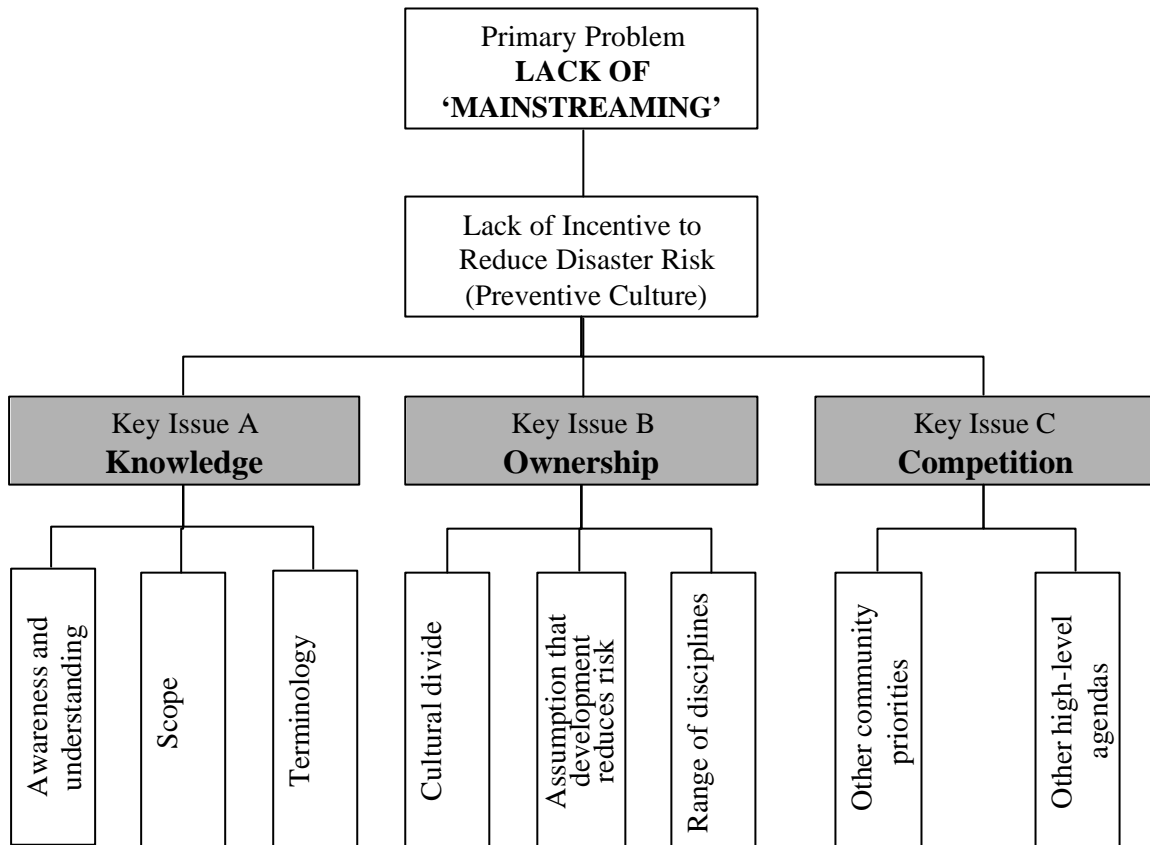 Primary Problem
LACK OF
‘MAINSTREAMING’
Lack of Incentive to
Reduce Disaster Risk
(Preventive Culture)
Key Issue A
Knowledge
Key Issue B
Ownership
Key Issue C
Competition
Awareness and
understanding
Scope
Terminology
Cultural divide
Assumption that
development
reduces risk
Range of disciplines
Other community
priorities
Other high-level
agendas